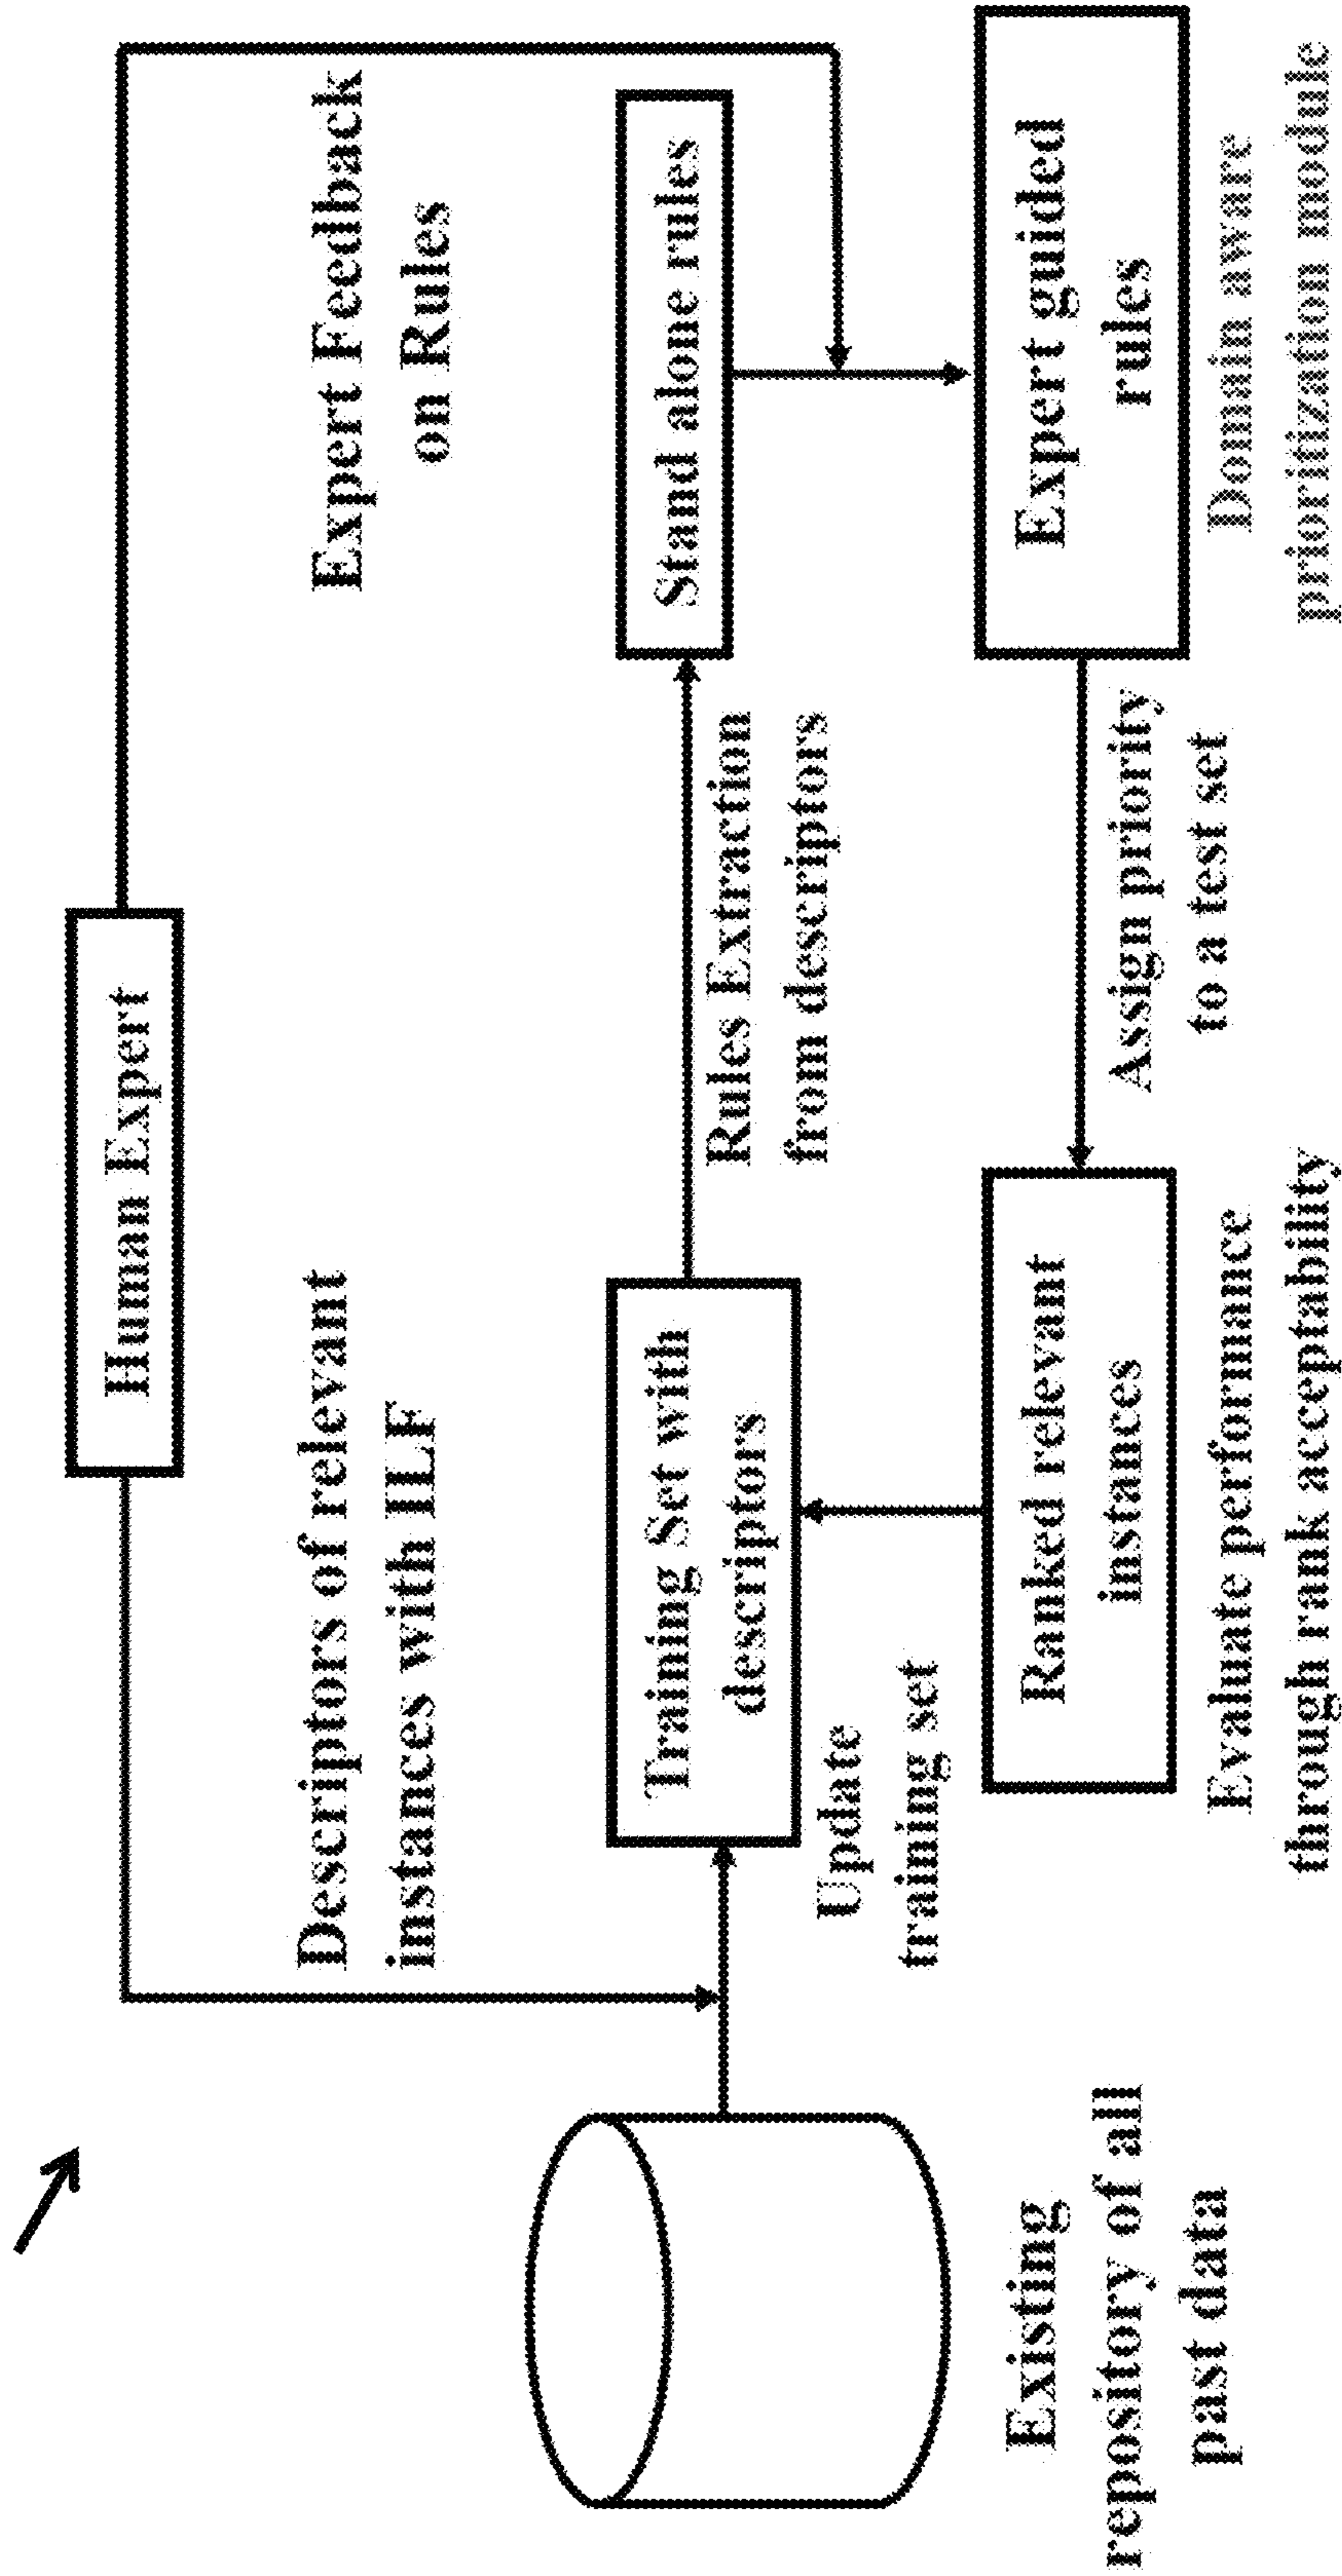 Human Expert
Descriptors of relevant
instances with ILF
Expert Feedback
on Rules
Training Set with
descriptors
Rules Extraction
from descriptors
Stand alone rules
Update
training set
Existing
repository of all
past data
Ranked relevant
instances
Assign priority
to a test set
Expert guided
rules
Evaluate performance
through rank acceptability
Domain aware
prioritization module